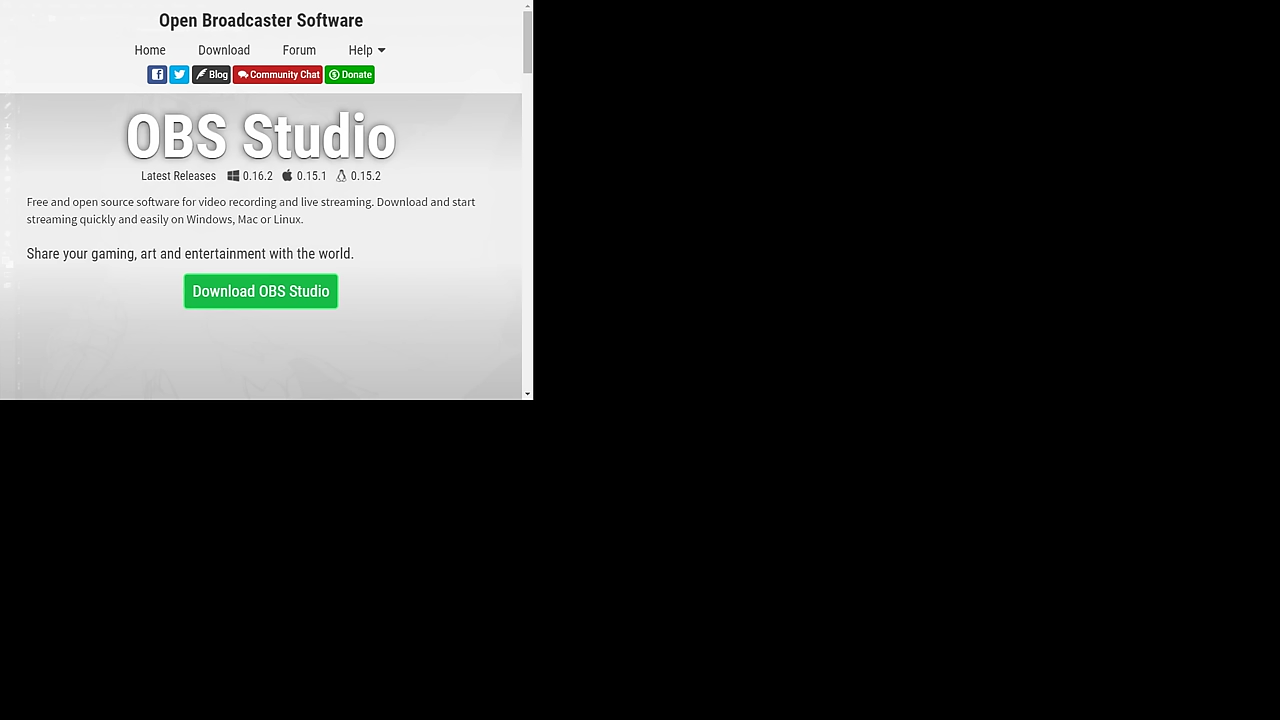 Open Broadcaster Software
Home Download Forum Help
Blog Community Chat Donate
OBS Studio
Latest Releases 0.16.2 0.15.1 0.15.2
Free and open source software for video recording and live streaming. Download and start
streaming quickly and easily on Windows, Mac or Linux.
Share your gaming, art and entertainment with the world.
Download OBS Studio